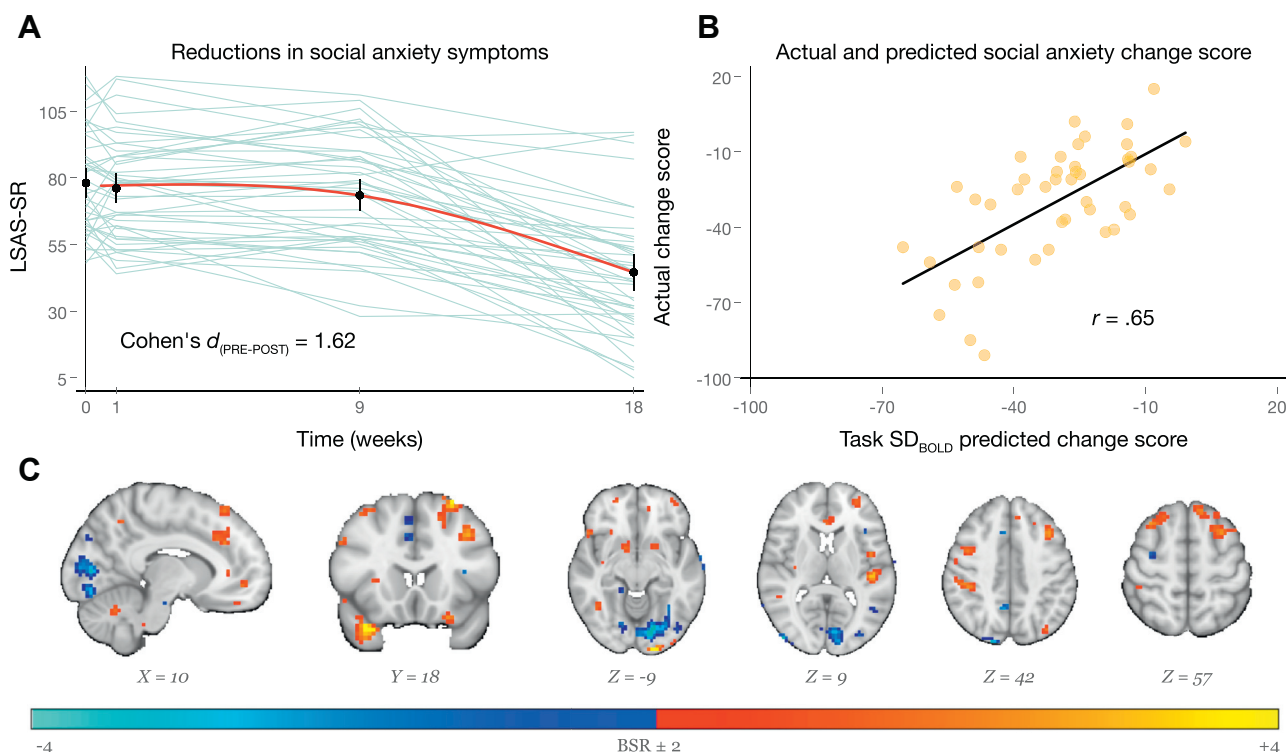 A
Reductions in social anxiety symptoms
LSAS-SR
105
80
55
30
5
Cohen's d(PRE-POST) = 1.62
0 1 9 18
Time (weeks)
B
Actual and predicted social anxiety change score
Actual change score
20
-10
-40
-70
-100
r = .65
-100 -70 -40 -10 20
Task SDBOLD predicted change score
C
X = 10 Y = 18 Z = -9 Z = 9 Z = 42 Z = 57
-4 BSR ± 2 +4